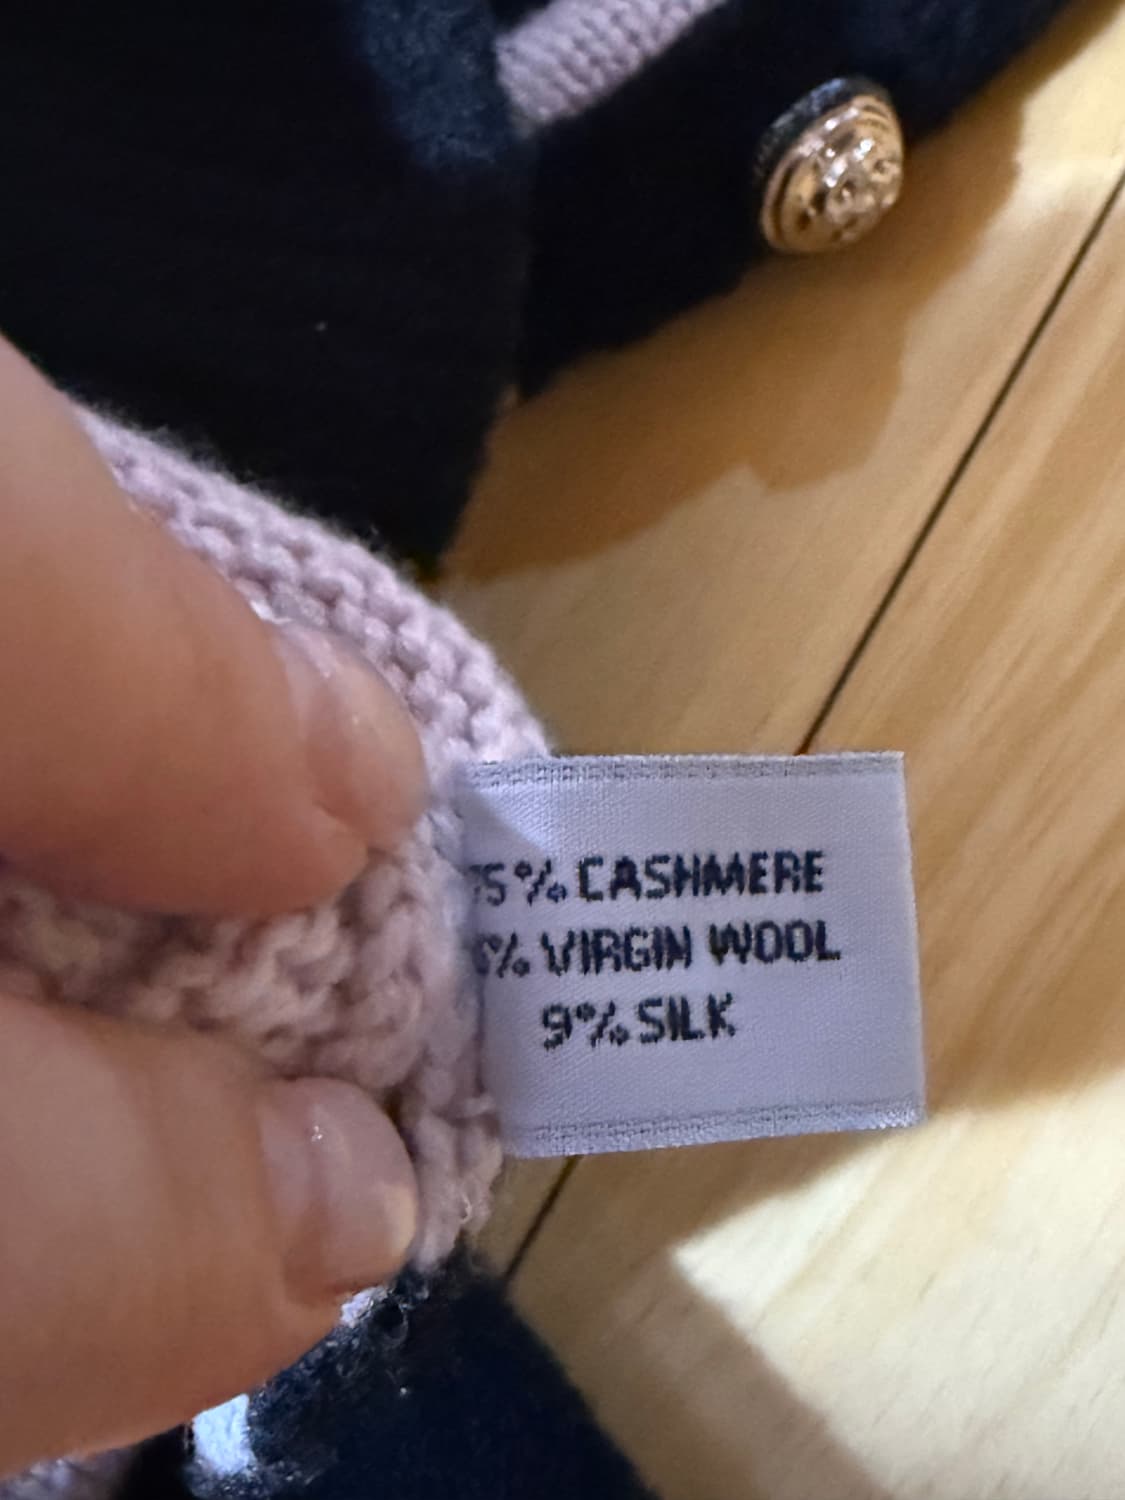 75% CASHMERE
% VIRGIN WOOL
9% SILK